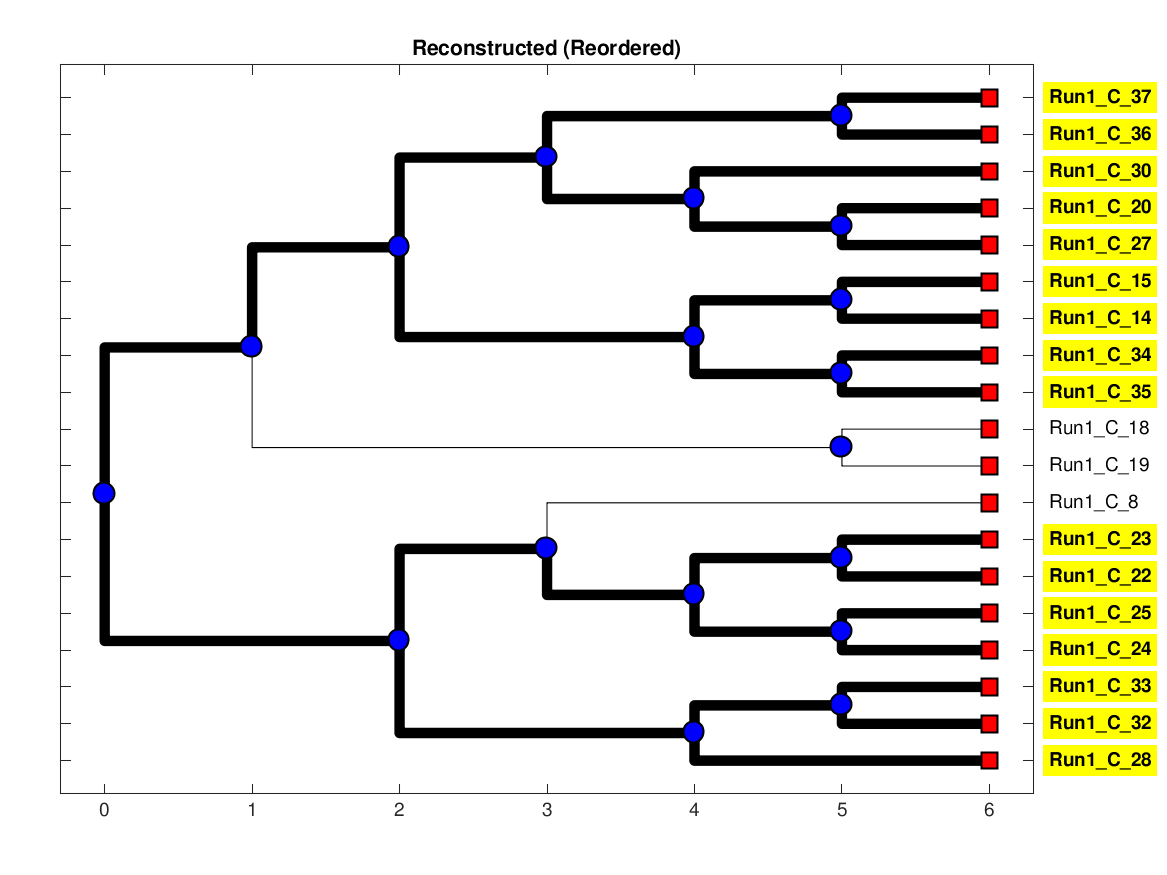 Reconstructed (Reordered)
Run1_C_37
Run1_C_36
Run1_C_30
Run1_C_20
Run1_C_27
Run1_C_15
Run1_C_14
Run1_C_34
Run1_C_35
Run1_C_18
Run1_C_19
Run1_C_8
Run1_C_23
Run1_C_22
Run1_C_25
Run1_C_24
Run1_C_33
Run1_C_32
Run1_C_28
0 1 2 3 4 5 6